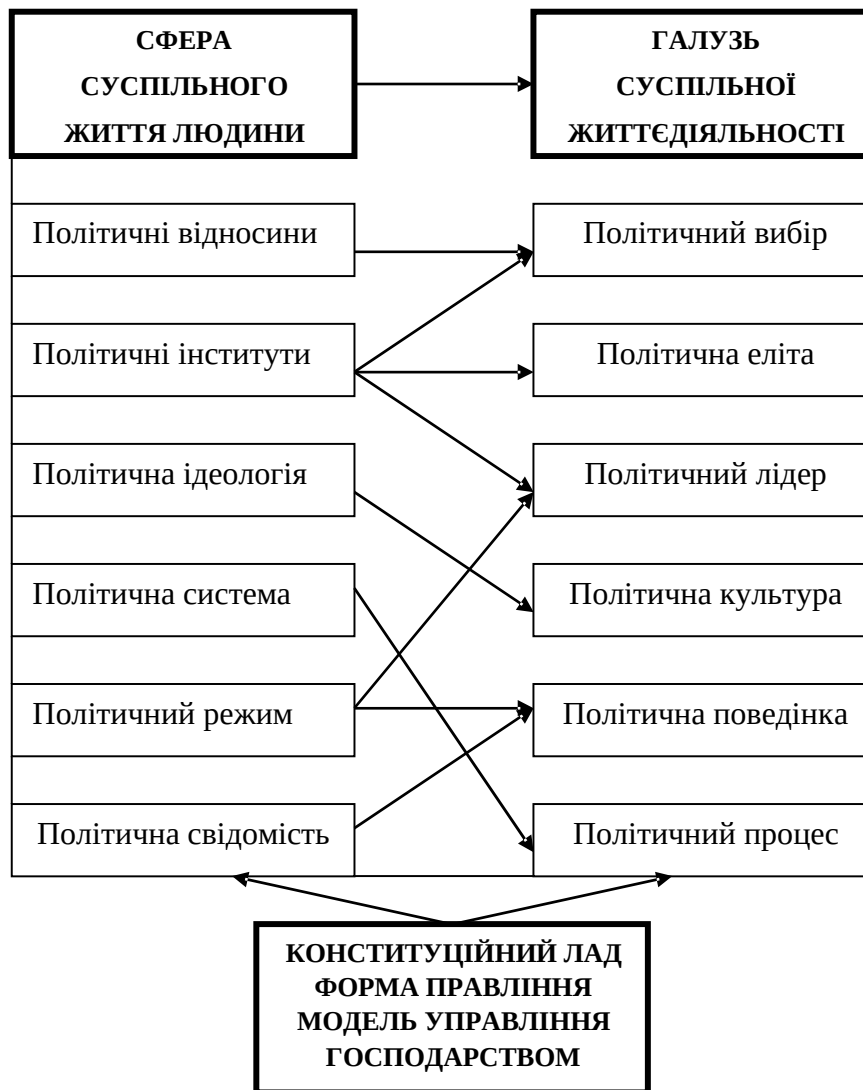 СФЕРА
СУСПІЛЬНОГО
ЖИТТЯ ЛЮДИНИ
ГАЛУЗЬ
СУСПІЛЬНОЇ
ЖИТТЄДІЯЛЬНОСТІ
Політичні відносини
Політичний вибір
Політичні інститути
Політична еліта
Політична ідеологія
Політичний лідер
Політична система
Політична культура
Політичний режим
Політична поведінка
Політична свідомість
Політичний процес
КОНСТИТУЦІЙНИЙ ЛАД
ФОРМА ПРАВЛІННЯ
МОДЕЛЬ УПРАВЛІННЯ
ГОСПОДАРСТВОМ